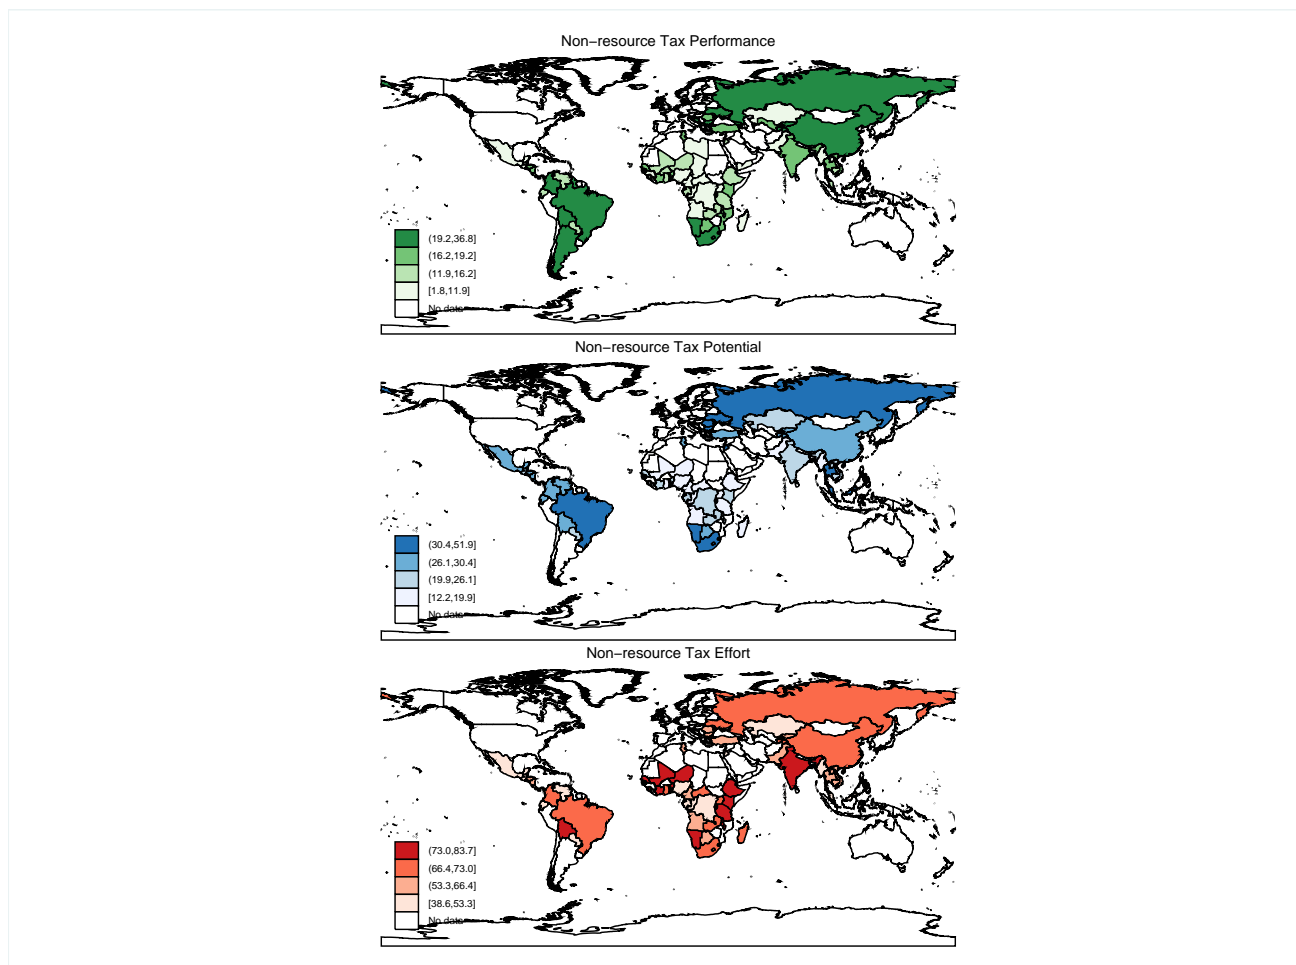 Non−resource Tax Performance
(19.2,36.8]
(16.2,19.2]
(11.9,16.2]
[1.8,11.9]
No data
Non−resource Tax Potential
(30.4,51.9]
(26.1,30.4]
(19.9,26.1]
[12.2,19.9]
No data
Non−resource Tax Effort
(73.0,83.7]
(66.4,73.0]
(53.3,66.4]
[38.6,53.3]
No data